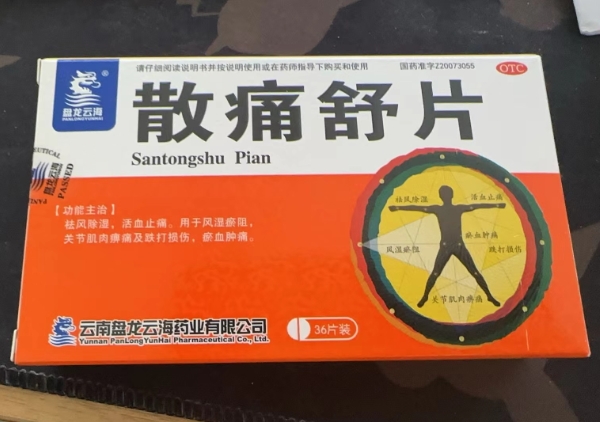 请仔细阅读说明书并按说明使用或在药师指导下购买和使用
国药准字Z20073055
OTC
盘龙云海
PANLONGYUNHAI
散痛舒片
Santongshu Pian
盘龙云海
PASSED
【功能主治】
祛风除湿，活血止痛。用于风湿瘀阻，
关节肌肉痹痛及跌打损伤，瘀血肿痛。
祛风除湿
活血止痛
瘀血肿痛
风湿瘀阻
跌打损伤
关节肌肉痹痛
云南盘龙云海药业有限公司
Yunnan PanLongYunHai Pharmaceutical Co., Ltd.
36片装